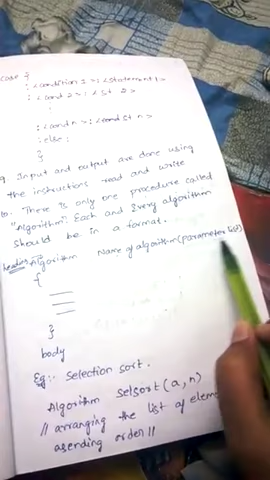 case {
: <condition 1> : <statement 1>
: <cond 2> : <st 2>
:
: <cond n> : <cond st n>
: else :
}
}
9. Input and output are done using
the instructions read and write
10. There is only one procedure called
"Algorithm". Each and Every algorithm
should be in a format.
header Algorithm Name of algorithm(parameter list)
{
}
body
Eg:- Selection sort.
Algorithm selsort (a, n)
// arranging the list of elem
asending order //